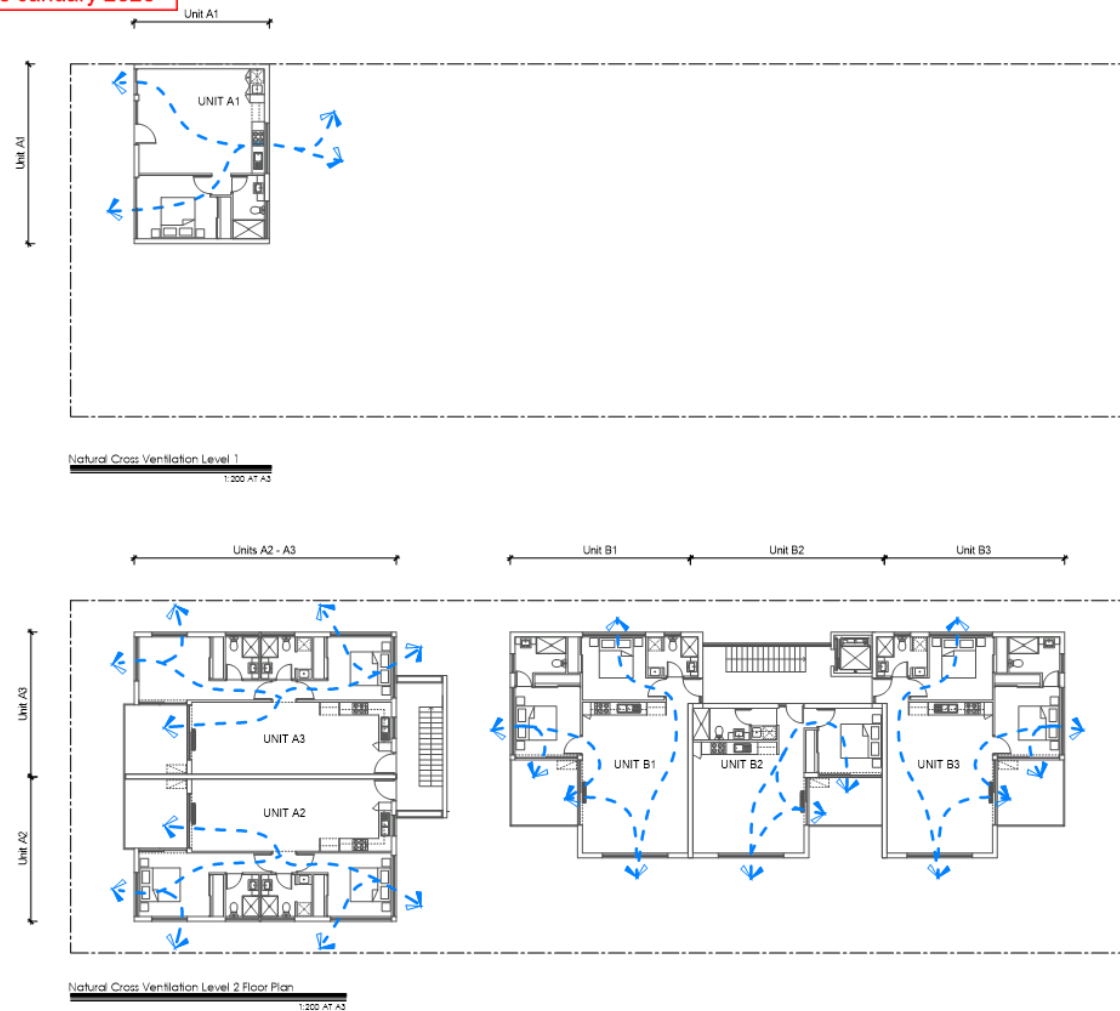 January 2026
Unit A1
Unit A1
UNIT A1
Natural Cross Ventilation Level 1
1:200 AT A3
Units A2 - A3
Unit B1
Unit B2
Unit B3
Unit A3
Unit A2
UNIT A3
UNIT A2
UNIT B1
UNIT B2
UNIT B3
Natural Cross Ventilation Level 2 Floor Plan
1:200 AT A3